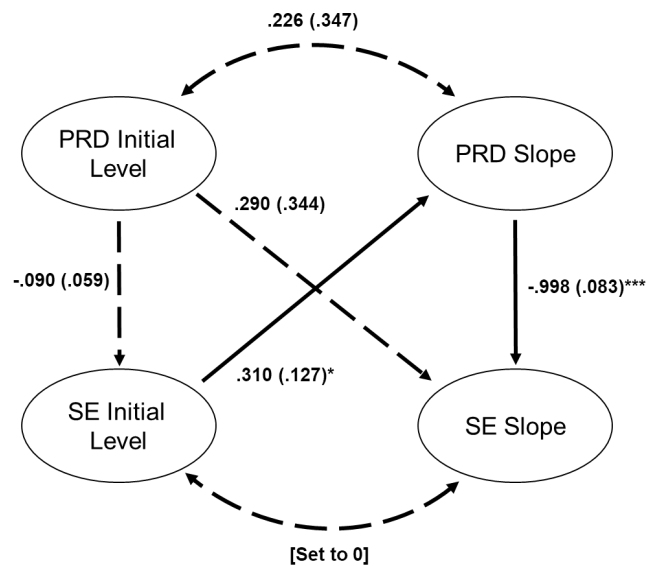 .226 (.347)
PRD Initial
Level
PRD Slope
.290 (.344)
-.090 (.059)
-.998 (.083)***
.310 (.127)*
SE Initial
Level
SE Slope
[Set to 0]